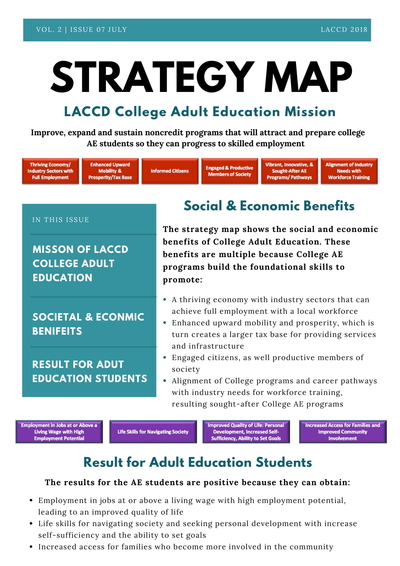 VOL. 2 | ISSUE 07 JULY
LACCD 2018
STRATEGY MAP
LACCD College Adult Education Mission
Improve, expand and sustain noncredit programs that will attract and prepare college
AE students so they can progress to skilled employment
Thriving Economy/
Industry Sectors with
Full Employment
Enhanced Upward
Mobility &
Prosperity/Tax Base
Informed Citizens
Engaged & Productive
Members of Society
Vibrant, Innovative, &
Sought-After AE
Programs/ Pathways
Alignment of Industry
Needs with
Workforce Training
IN THIS ISSUE
MISSON OF LACCD
COLLEGE ADULT
EDUCATION
SOCIETAL & ECONMIC
BENIFEITS
RESULT FOR ADUT
EDUCATION STUDENTS
Social & Economic Benefits
The strategy map shows the social and economic
benefits of College Adult Education. These
benefits are multiple because College AE
programs build the foundational skills to
promote:
• A thriving economy with industry sectors that can
achieve full employment with a local workforce
• Enhanced upward mobility and prosperity, which is
turn creates a larger tax base for providing services
and infrastructure
• Engaged citizens, as well productive members of
society
• Alignment of College programs and career pathways
with industry needs for workforce training,
resulting sought-after College AE programs
Employment in Jobs at or Above a
Living Wage with High
Employment Potential
Life Skills for Navigating Society
Improved Quality of Life: Personal
Development, Increased Self-
Sufficiency, Ability to Set Goals
Increased Access for Families and
Improved Community
Involvement
Result for Adult Education Students
The results for the AE students are positive because they can obtain:
• Employment in jobs at or above a living wage with high employment potential,
leading to an improved quality of life
• Life skills for navigating society and seeking personal development with increase
self-sufficiency and the ability to set goals
• Increased access for families who become more involved in the community